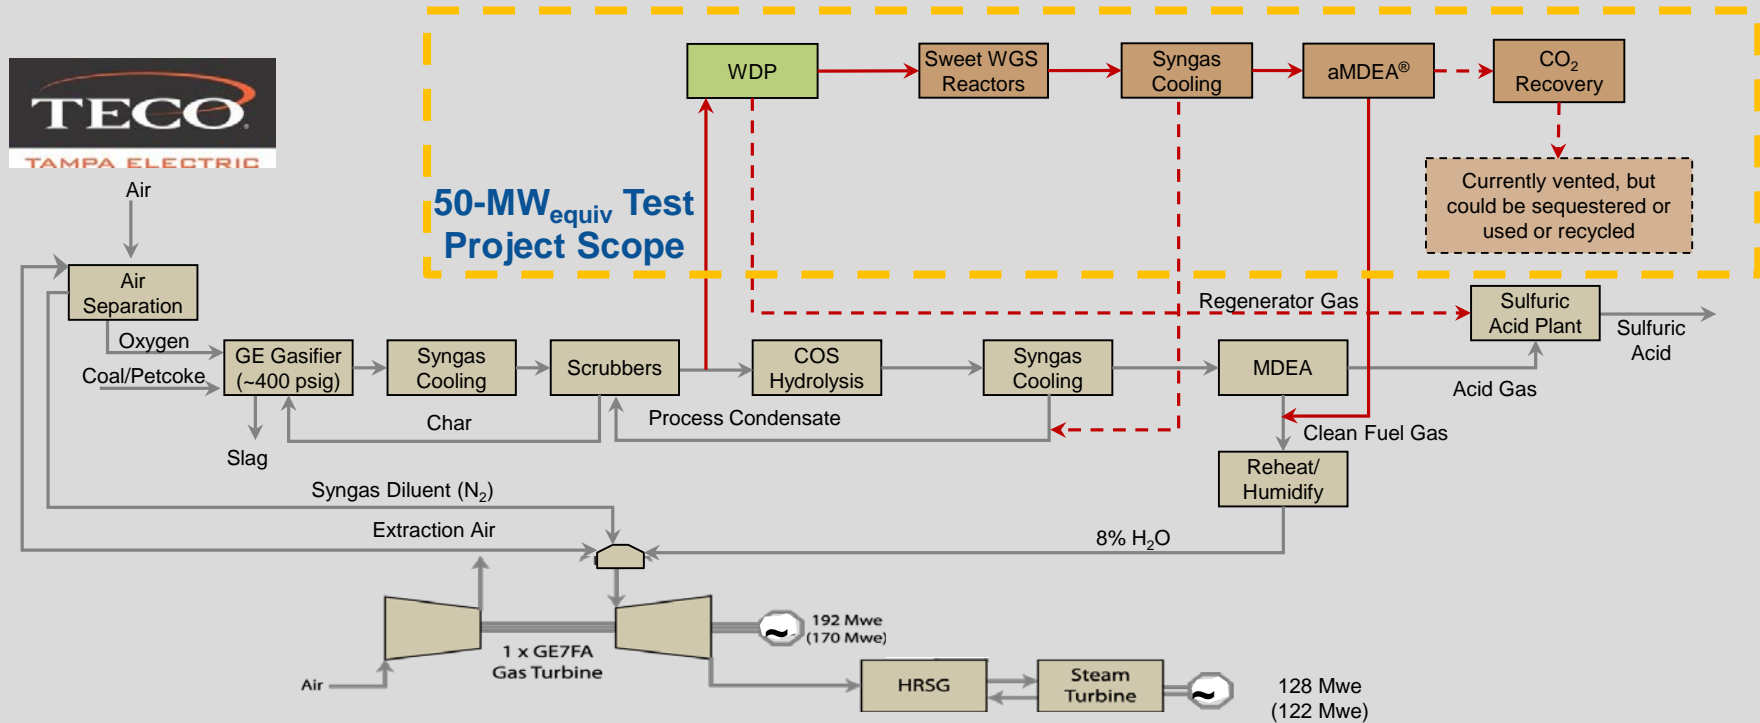 WDP
Sweet WGS
Reactors
Syngas
Cooling
aMDEA®
CO₂
Recovery
TECO
TAMPA ELECTRIC
Currently vented, but
could be sequestered or
used or recycled
50-MWequiv Test
Project Scope
Air
Air
Separation
Regenerator Gas
Sulfuric
Acid Plant
Sulfuric
Acid
Oxygen
Coal/Petcoke
GE Gasifier
(~400 psig)
Syngas
Cooling
Scrubbers
COS
Hydrolysis
Syngas
Cooling
MDEA
Acid Gas
Char
Process Condensate
Clean Fuel Gas
Slag
Reheat/
Humidify
Syngas Diluent (N₂)
Extraction Air
8% H₂O
192 Mwe
(170 Mwe)
1 x GE7FA
Gas Turbine
Air
HRSG
Steam
Turbine
128 Mwe
(122 Mwe)